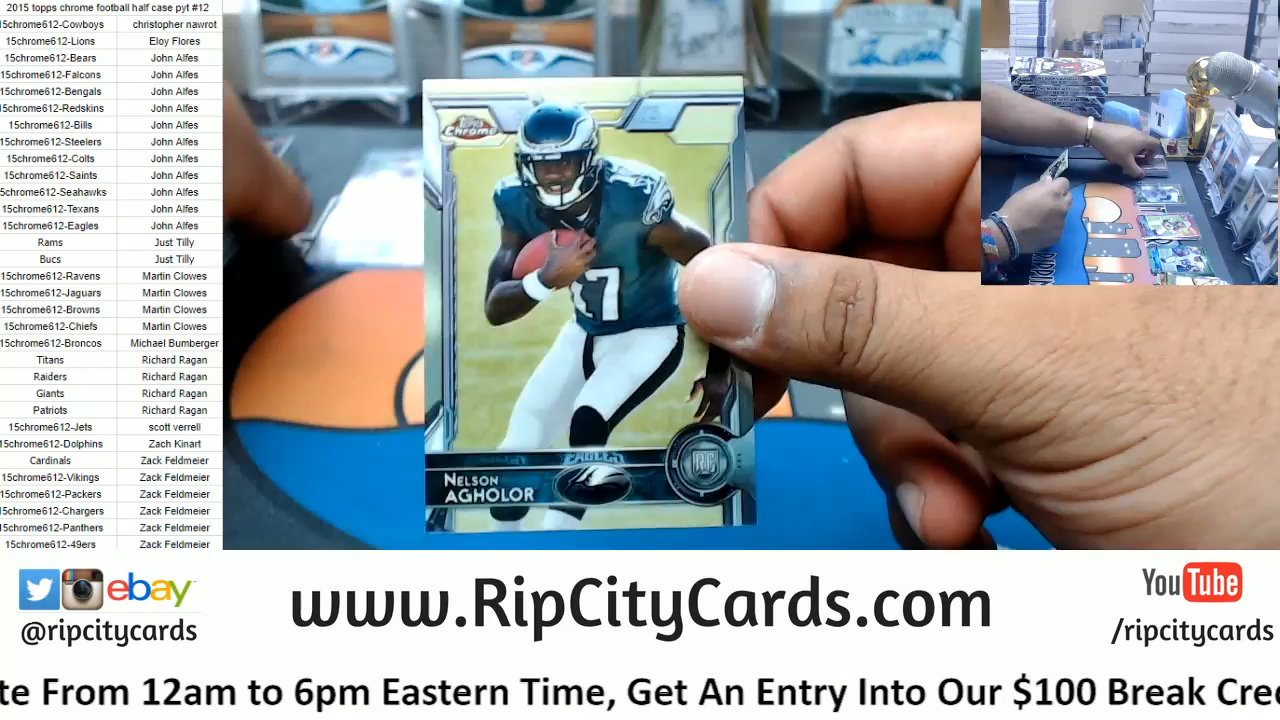 2015 topps chrome football half case pyt #12
15chrome612-Cowboys christopher nawrot
15chrome612-Lions Eloy Flores
15chrome612-Bears John Alfes
15chrome612-Falcons John Alfes
15chrome612-Bengals John Alfes
15chrome612-Redskins John Alfes
15chrome612-Bills John Alfes
15chrome612-Steelers John Alfes
15chrome612-Colts John Alfes
15chrome612-Saints John Alfes
15chrome612-Seahawks John Alfes
15chrome612-Texans John Alfes
15chrome612-Eagles John Alfes
Rams Just Tilly
Bucs Just Tilly
15chrome612-Ravens Martin Clowes
15chrome612-Jaguars Martin Clowes
15chrome612-Browns Martin Clowes
15chrome612-Chiefs Martin Clowes
15chrome612-Broncos Michael Bumberger
Titans Richard Ragan
Raiders Richard Ragan
Giants Richard Ragan
Patriots Richard Ragan
15chrome612-Jets scott verrell
15chrome612-Dolphins Zach Kinart
Cardinals Zack Feldmeier
15chrome612-Vikings Zack Feldmeier
15chrome612-Packers Zack Feldmeier
15chrome612-Chargers Zack Feldmeier
15chrome612-Panthers Zack Feldmeier
15chrome612-49ers Zack Feldmeier
Topps
Chrome
17
EAGLES
RC
NELSON
AGHOLOR
T
ebay
@ripcitycards
www.RipCityCards.com
YouTube
/ripcitycards
te From 12am to 6pm Eastern Time, Get An Entry Into Our $100 Break Cre